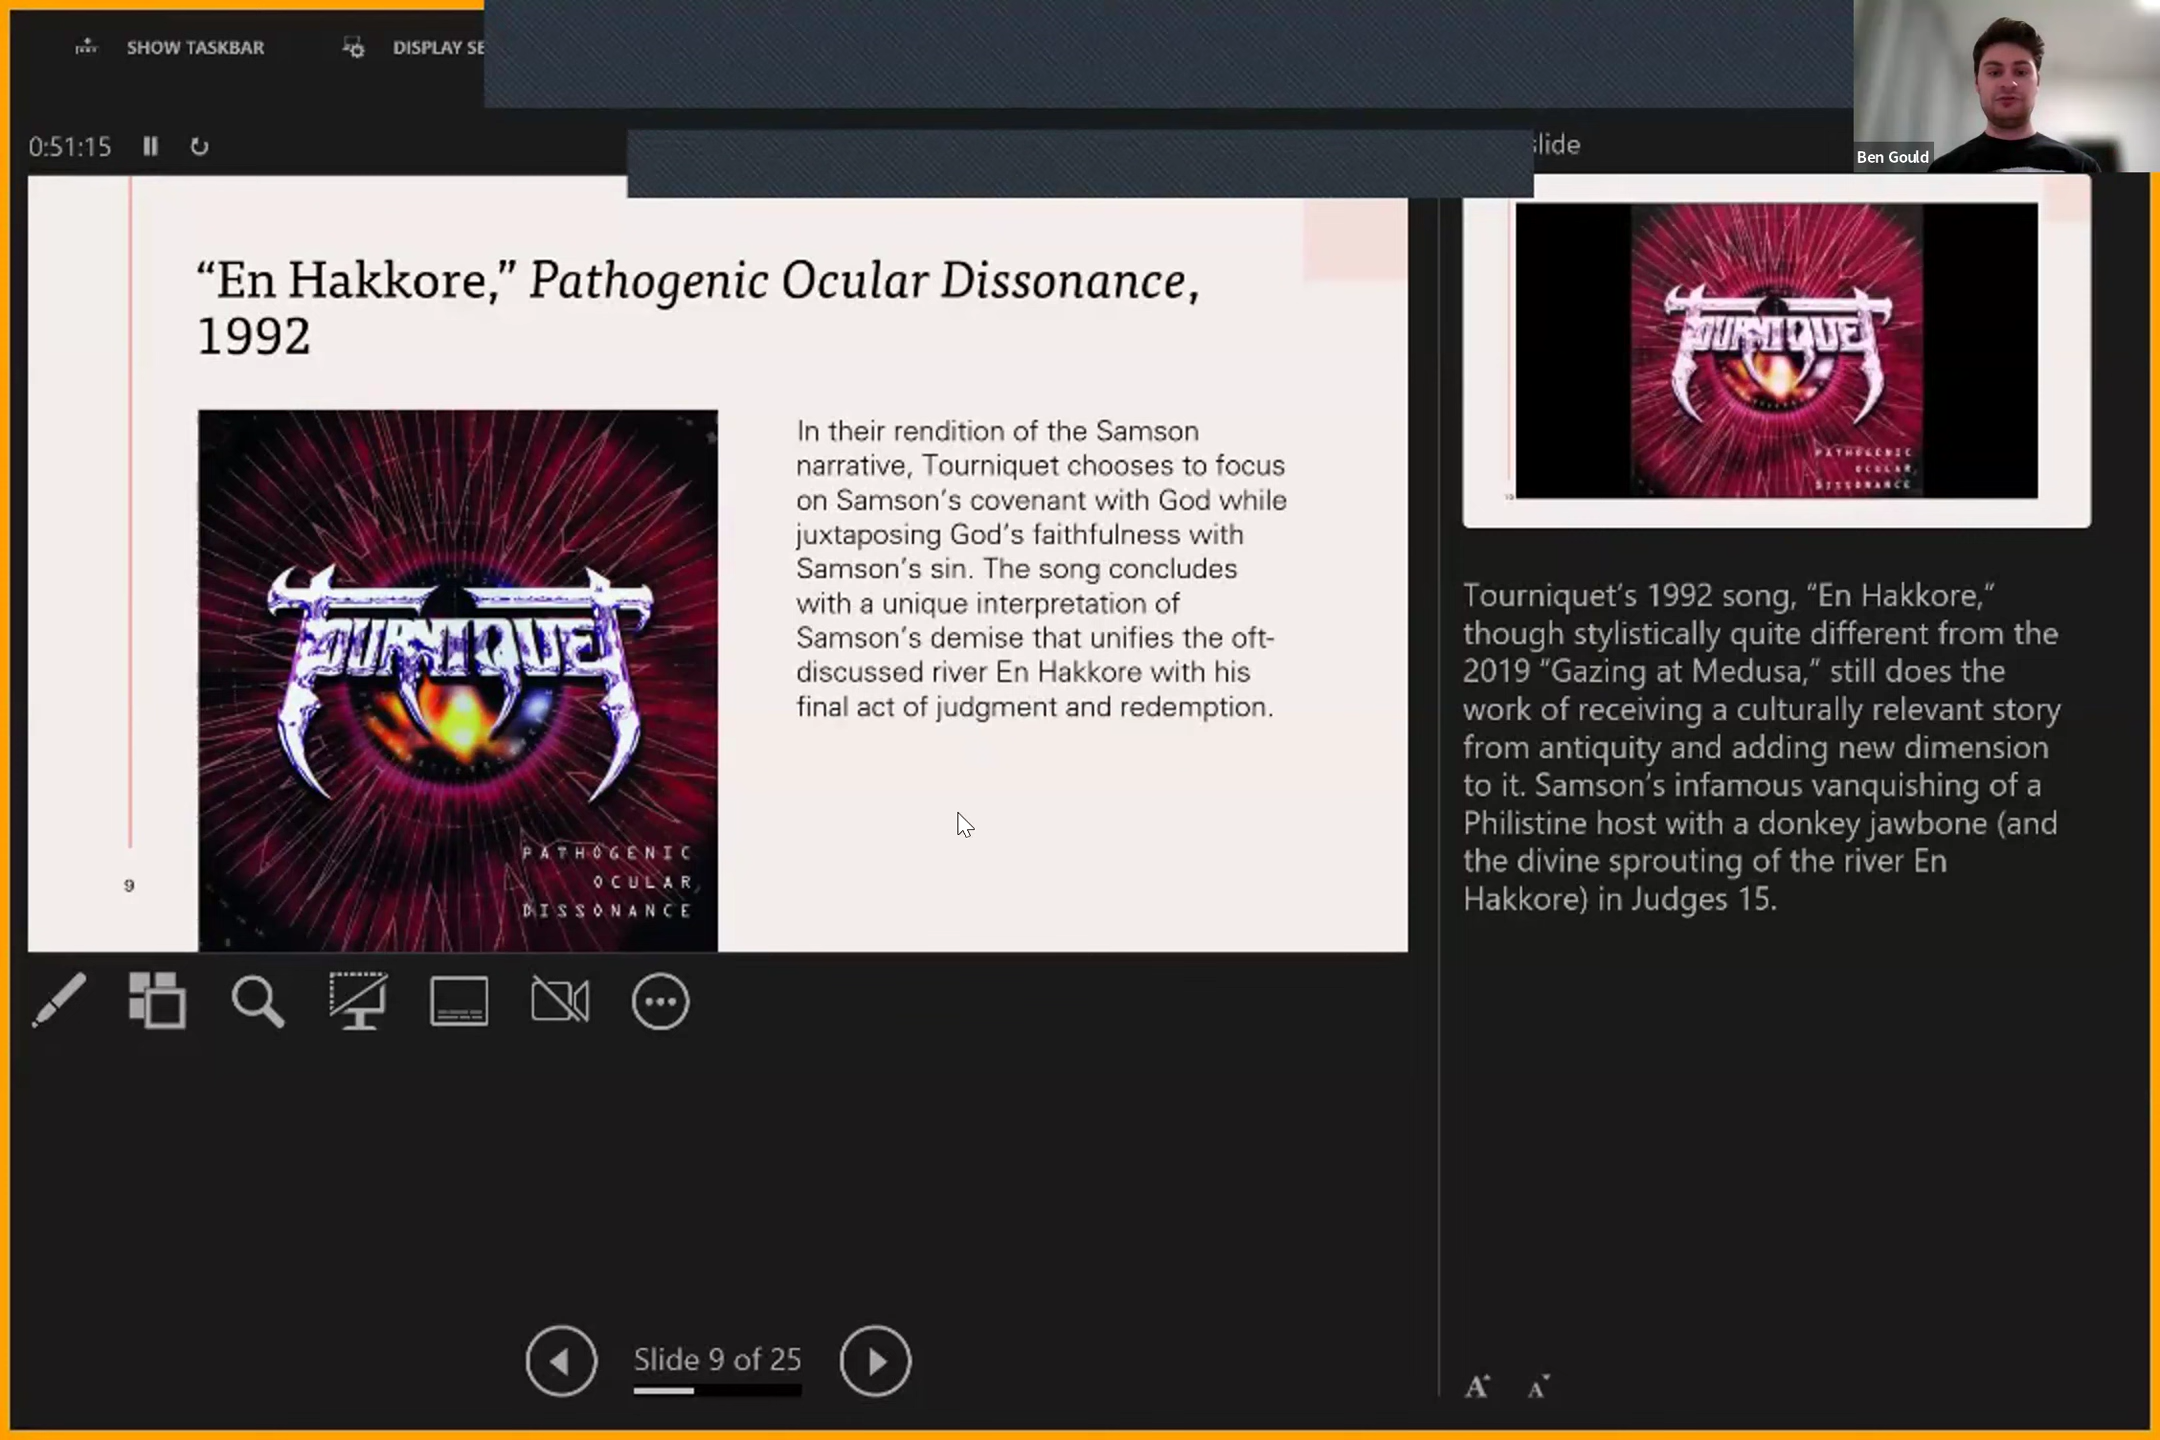 SHOW TASKBAR
DISPLAY SE
0:51:15
slide
Ben Gould
“En Hakkore,” Pathogenic Ocular Dissonance,
1992
TOURNIQUET
PATHOGENIC
OCULAR
DISSONANCE
In their rendition of the Samson
narrative, Tourniquet chooses to focus
on Samson’s covenant with God while
juxtaposing God’s faithfulness with
Samson’s sin. The song concludes
with a unique interpretation of
Samson’s demise that unifies the oft-
discussed river En Hakkore with his
final act of judgment and redemption.
9
TOURNIQUET
PATHOGENIC
OCULAR
DISSONANCE
Tourniquet’s 1992 song, “En Hakkore,”
though stylistically quite different from the
2019 “Gazing at Medusa,” still does the
work of receiving a culturally relevant story
from antiquity and adding new dimension
to it. Samson’s infamous vanquishing of a
Philistine host with a donkey jawbone (and
the divine sprouting of the river En
Hakkore) in Judges 15.
Slide 9 of 25
A A